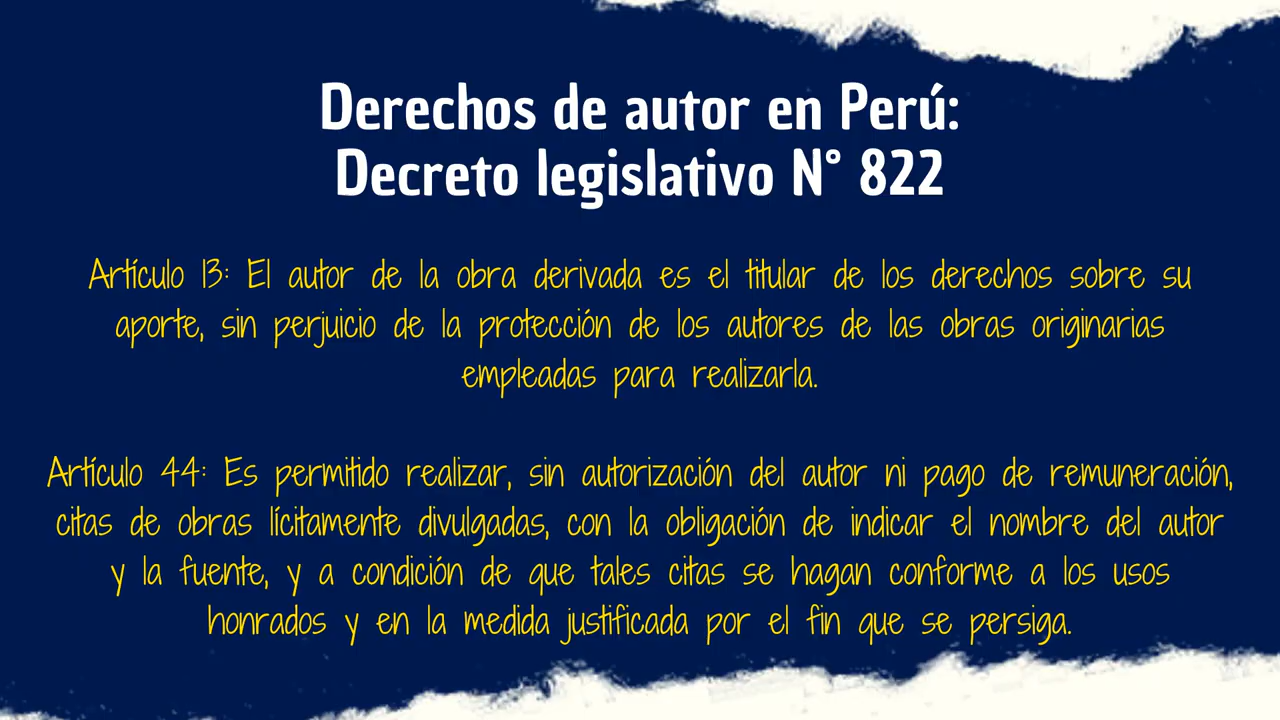 Derechos de autor en Perú:
Decreto legislativo N° 822
Artículo 13: El autor de la obra derivada es el titular de los derechos sobre su
aporte, sin perjuicio de la protección de los autores de las obras originarias
empleadas para realizarla.
Artículo 44: Es permitido realizar, sin autorización del autor ni pago de remuneración,
citas de obras lícitamente divulgadas, con la obligación de indicar el nombre del autor
y la fuente, y a condición de que tales citas se hagan conforme a los usos
honrados y en la medida justificada por el fin que se persiga.